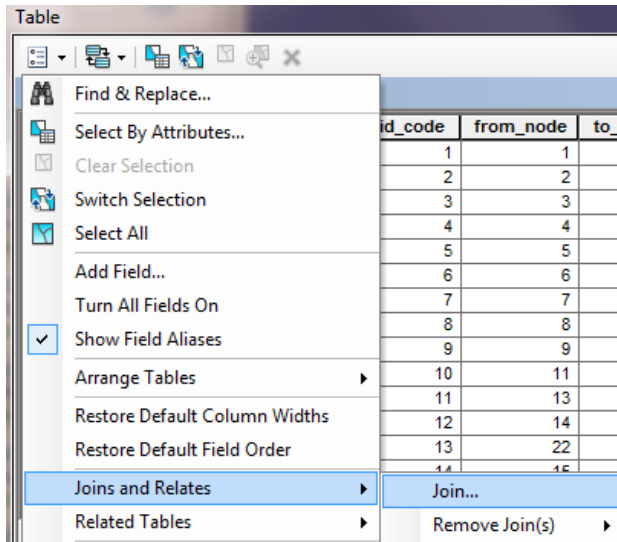 Table
Find & Replace...
Select By Attributes...
Clear Selection
Switch Selection
Select All
Add Field...
Turn All Fields On
Show Field Aliases
Arrange Tables
Restore Default Column Widths
Restore Default Field Order
Joins and Relates
Related Tables
Join...
Remove Join(s)
id_code from_node to_
1 1
2 2
3 3
4 4
5 5
6 6
7 7
8 8
9 9
10 11
11 13
12 14
13 22
14 15